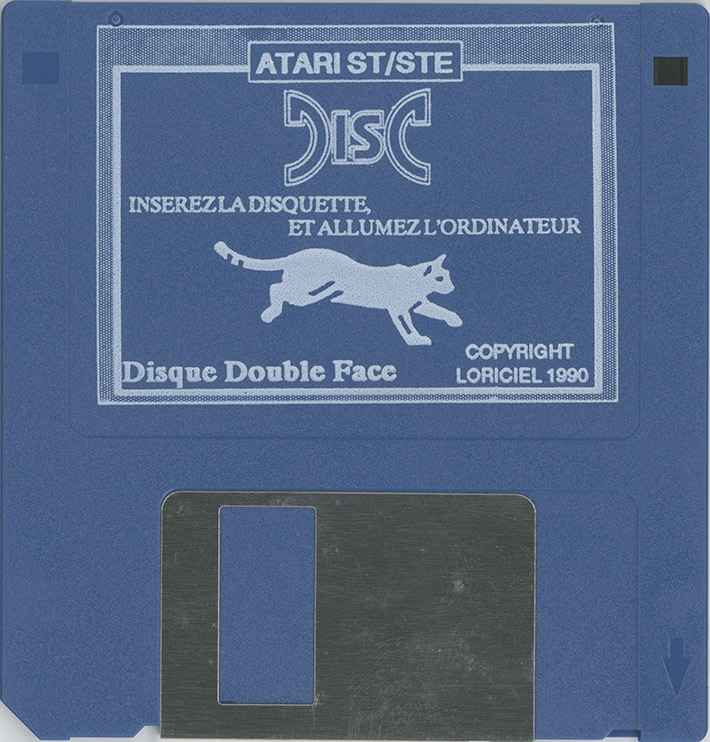 ATARI ST/STE
DISC
INSEREZ LA DISQUETTE,
ET ALLUMEZ L'ORDINATEUR
Disque Double Face
COPYRIGHT
LORICIEL 1990